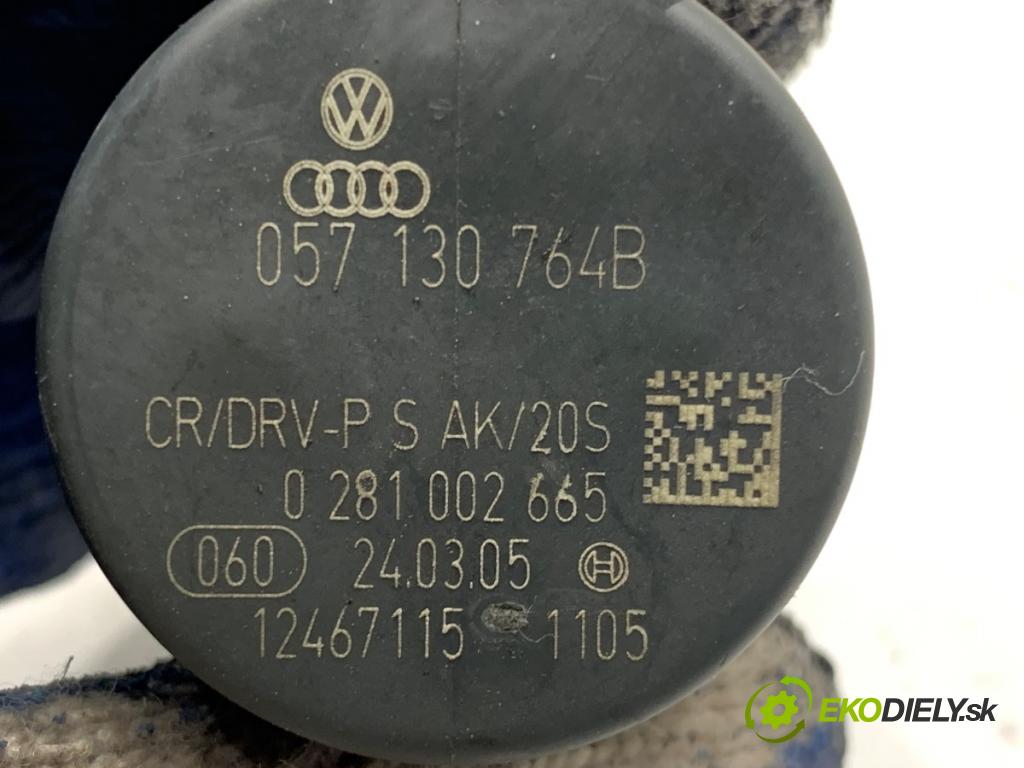 057 130 764B
CR/DRV-P S AK/20S
0 281 002 665
060 24.03.05
12467115 1105
EKODIELY.sk